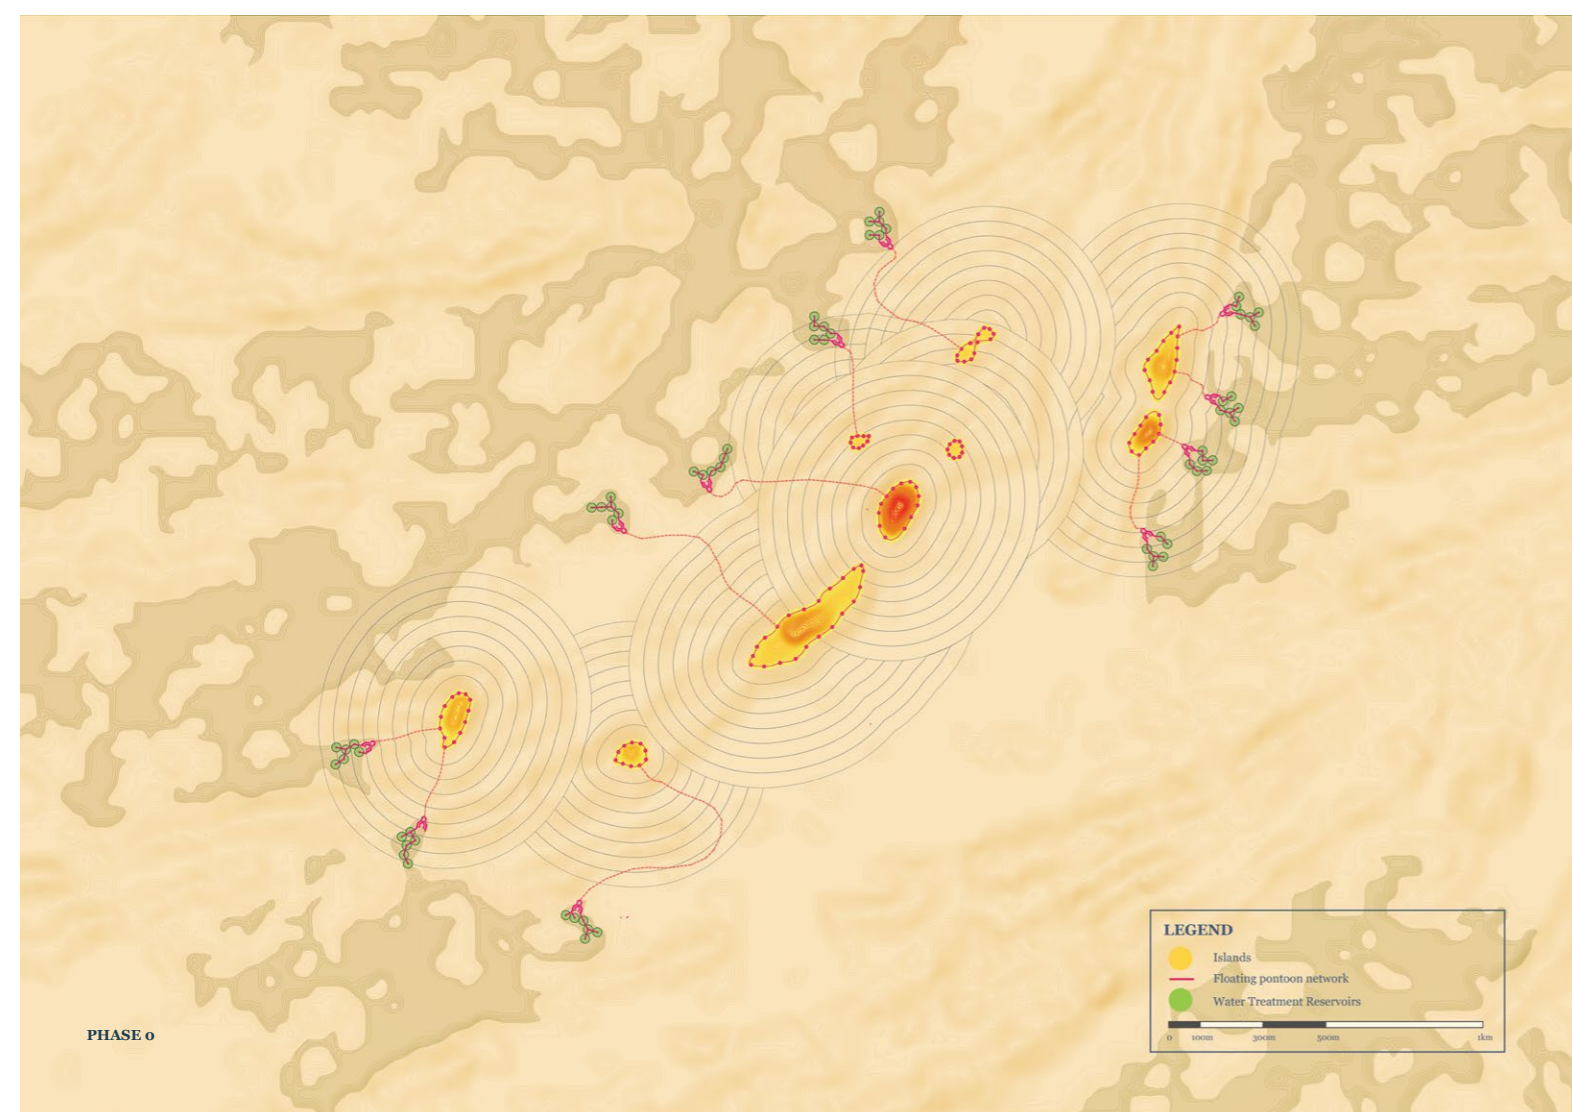 LEGEND
Islands
Floating pontoon network
Water Treatment Reservoirs
0 100m 300m 500m 1km
PHASE 0